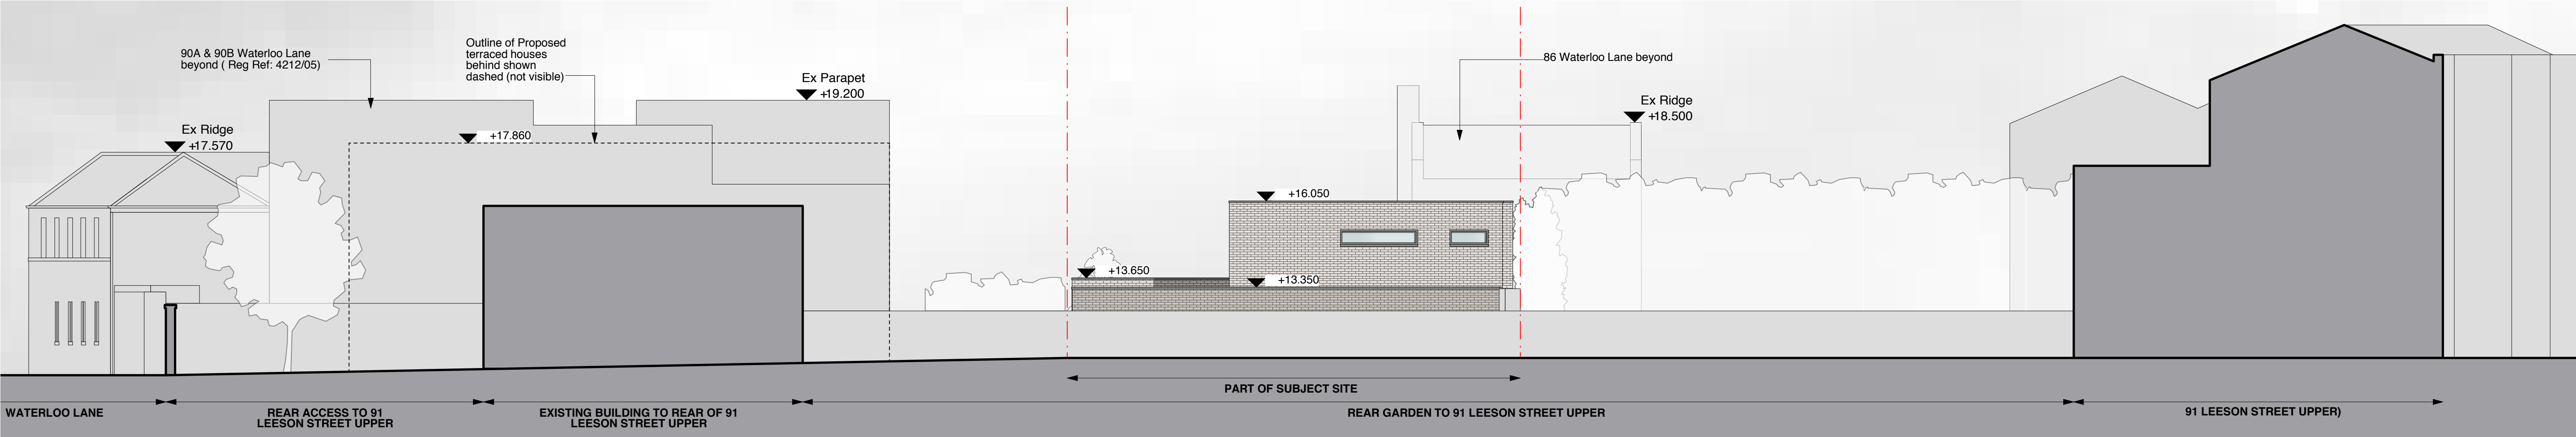 90A & 90B Waterloo Lane
beyond ( Reg Ref: 4212/05)
Outline of Proposed
terraced houses
behind shown
dashed (not visible)
Ex Parapet
+19.200
86 Waterloo Lane beyond
Ex Ridge
+18.500
Ex Ridge
+17.570
+17.860
+16.050
+13.650
+13.350
PART OF SUBJECT SITE
WATERLOO LANE
REAR ACCESS TO 91
LEESON STREET UPPER
EXISTING BUILDING TO REAR OF 91
LEESON STREET UPPER
REAR GARDEN TO 91 LEESON STREET UPPER
91 LEESON STREET UPPER)